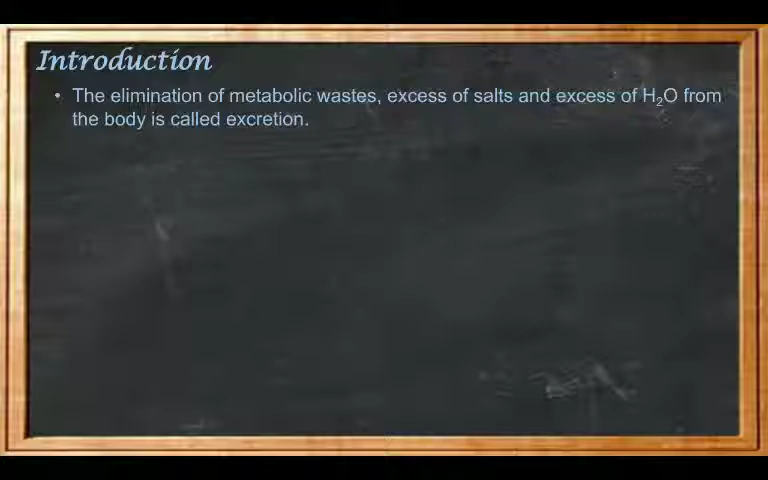 Introduction
• The elimination of metabolic wastes, excess of salts and excess of H₂O from
the body is called excretion.